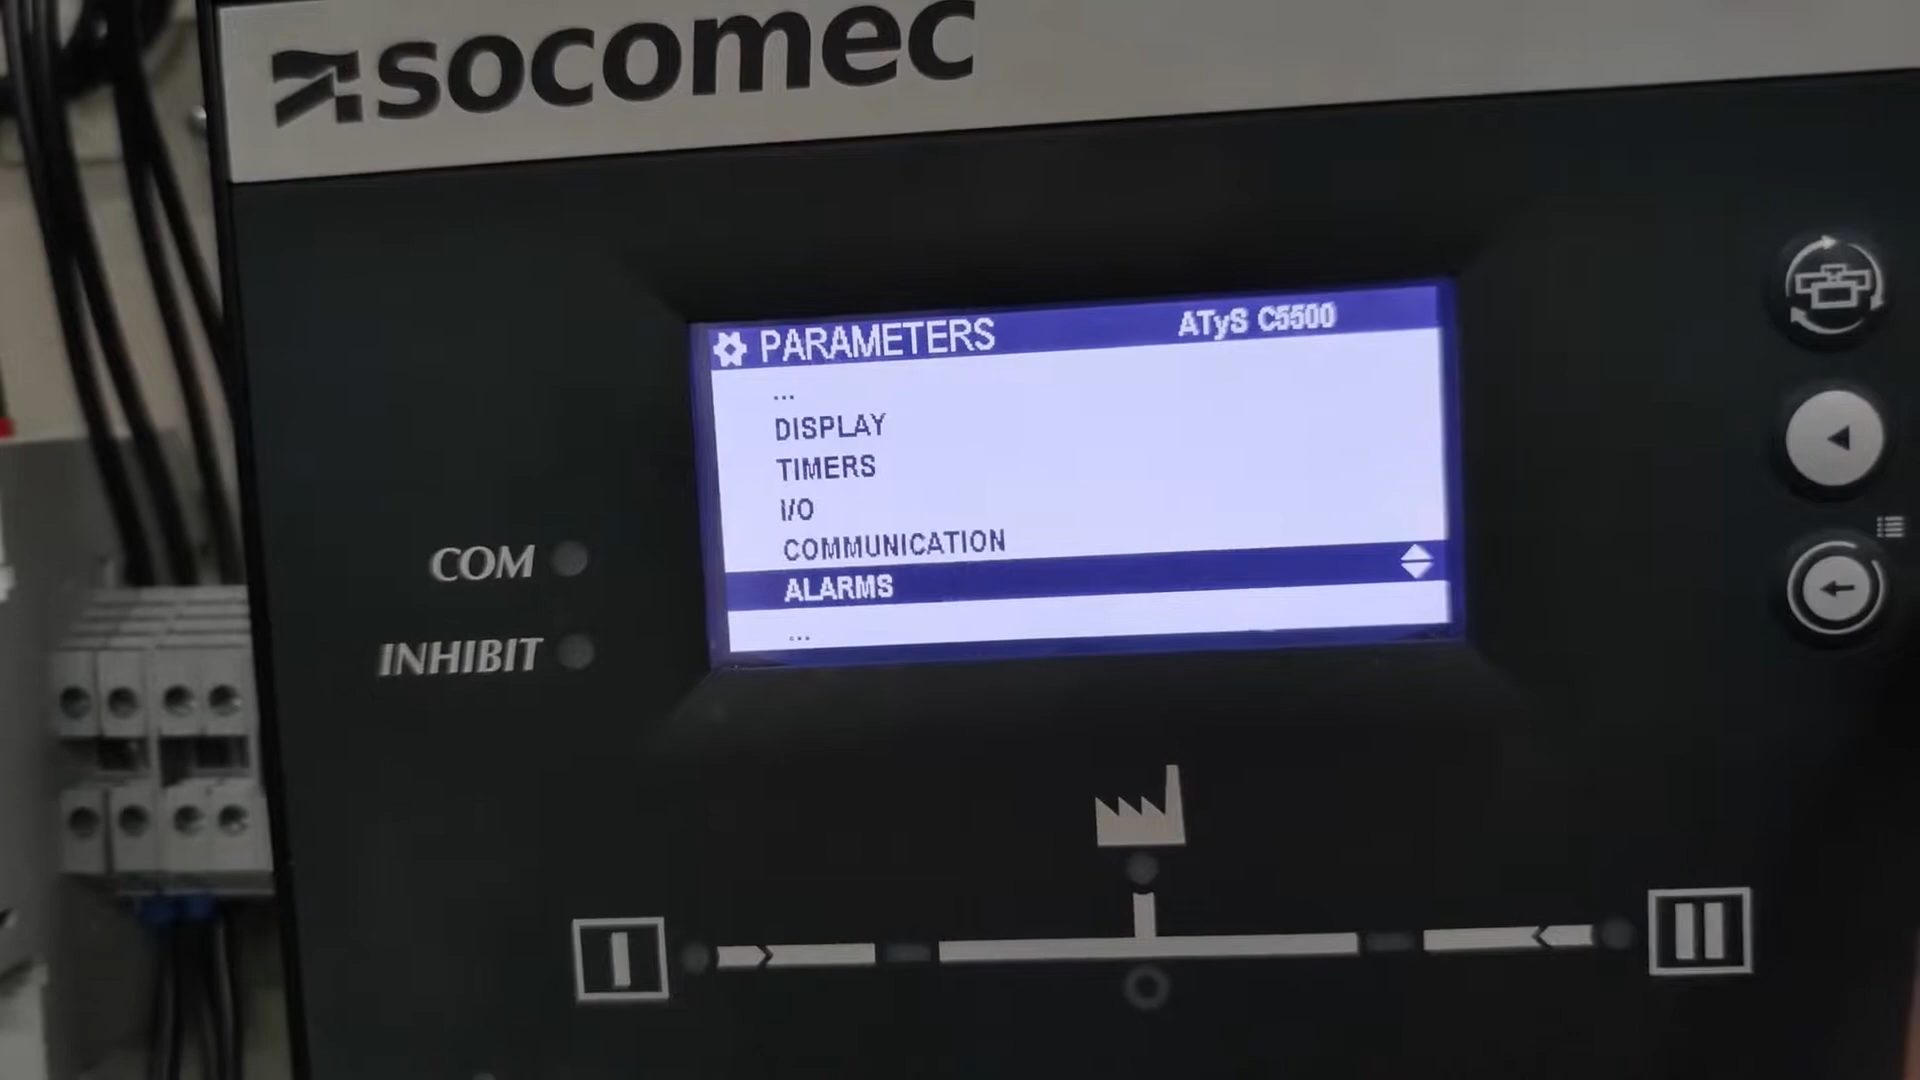 socomec
PARAMETERS ATyS C5500
...
DISPLAY
TIMERS
I/O
COMMUNICATION
ALARMS
...
COM
INHIBIT
I
II